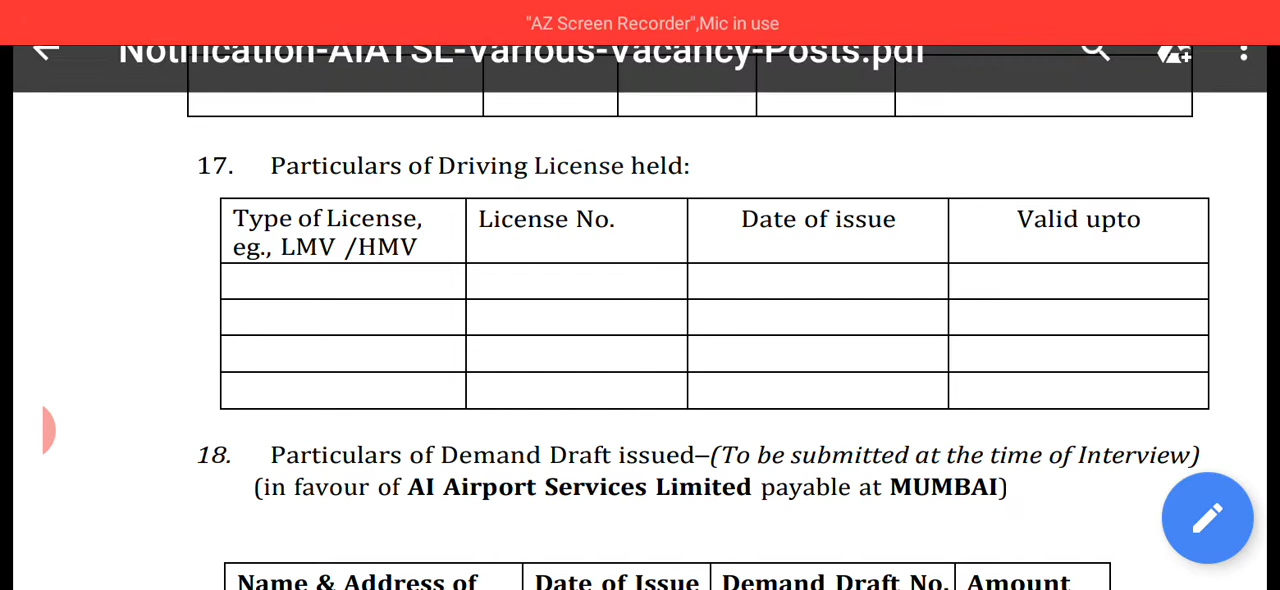 "AZ Screen Recorder",Mic in use
Notification-AIATSL-Various-Vacancy-Posts.pdf
17. Particulars of Driving License held:
Type of License, License No. Date of issue Valid upto
eg., LMV /HMV
18. Particulars of Demand Draft issued–(To be submitted at the time of Interview)
(in favour of AI Airport Services Limited payable at MUMBAI)
Name & Address of Date of Issue Demand Draft No. Amount